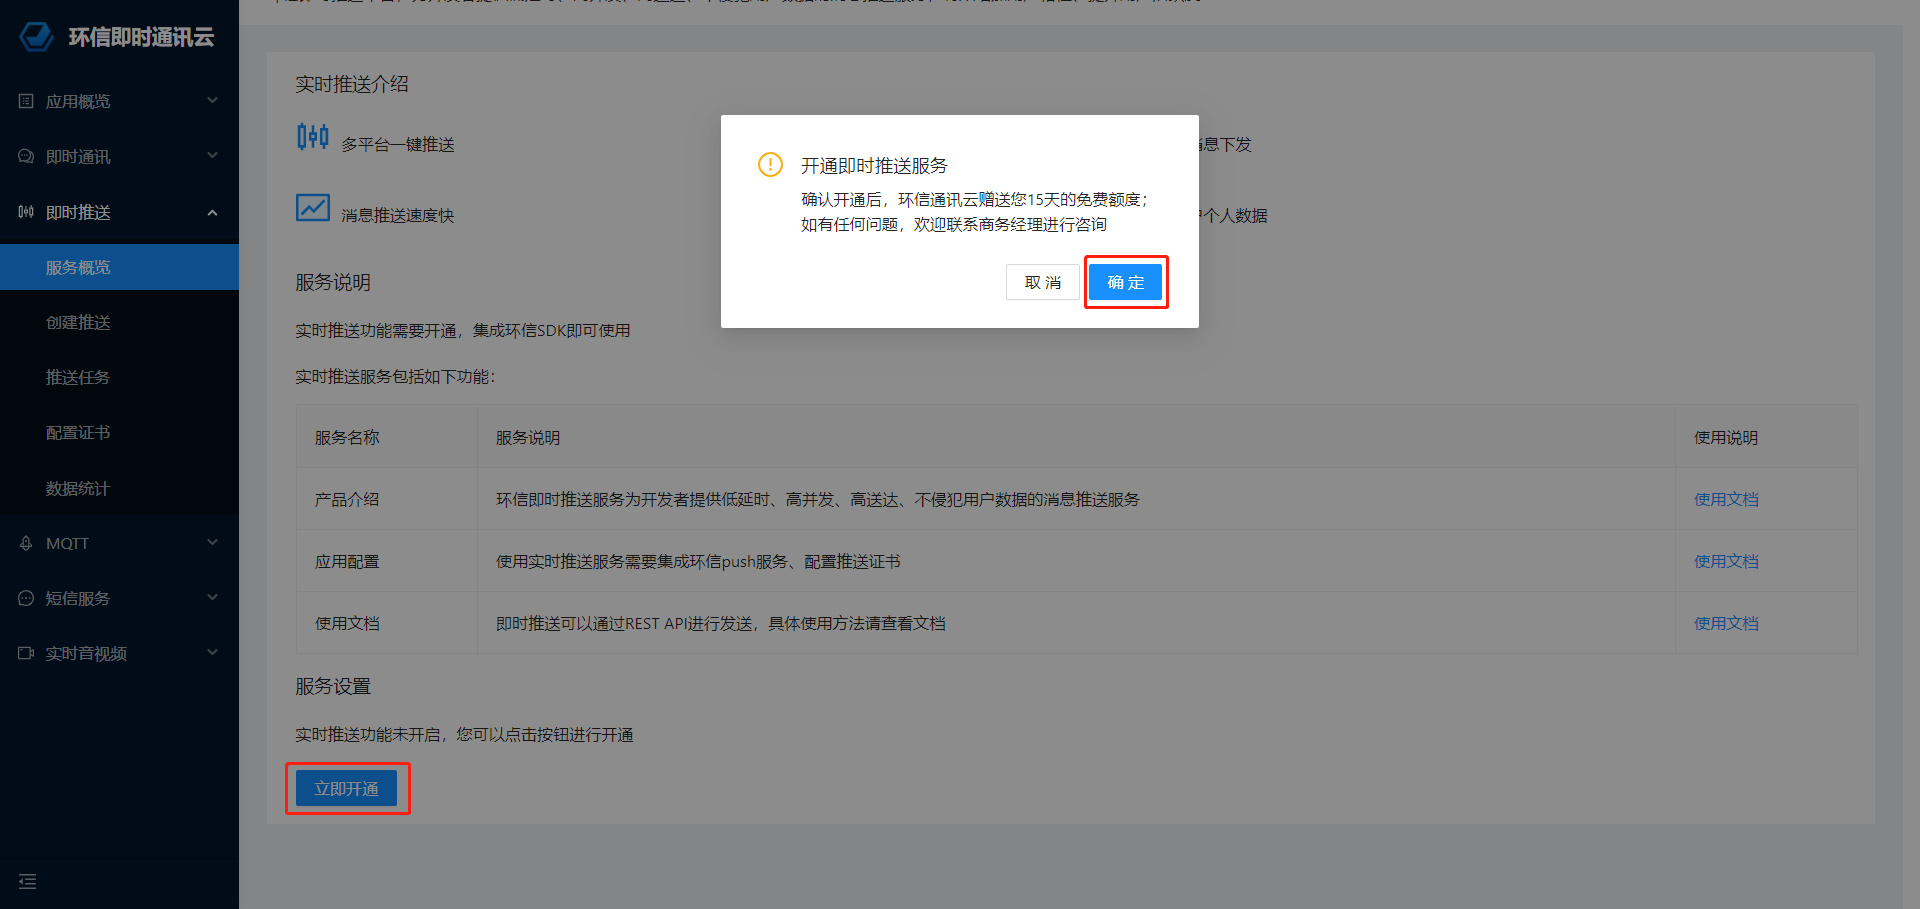 环信即时通讯云
应用概览
即时通讯
即时推送
服务概览
创建推送
推送任务
配置证书
数据统计
MQTT
短信服务
实时音视频
实时推送介绍
多平台一键推送
息下发
消息推送速度快
个人数据
开通即时推送服务
确认开通后，环信通讯云赠送您15天的免费额度；
如有任何问题，欢迎联系商务经理进行咨询
取 消
确 定
服务说明
实时推送功能需要开通，集成环信SDK即可使用
实时推送服务包括如下功能：
服务名称 服务说明 使用说明
产品介绍 环信即时推送服务为开发者提供低延时、高并发、高送达、不侵犯用户数据的消息推送服务 使用文档
应用配置 使用实时推送服务需要集成环信push服务、配置推送证书 使用文档
使用文档 即时推送可以通过REST API进行发送，具体使用方法请查看文档 使用文档
服务设置
实时推送功能未开启，您可以点击按钮进行开通
立即开通